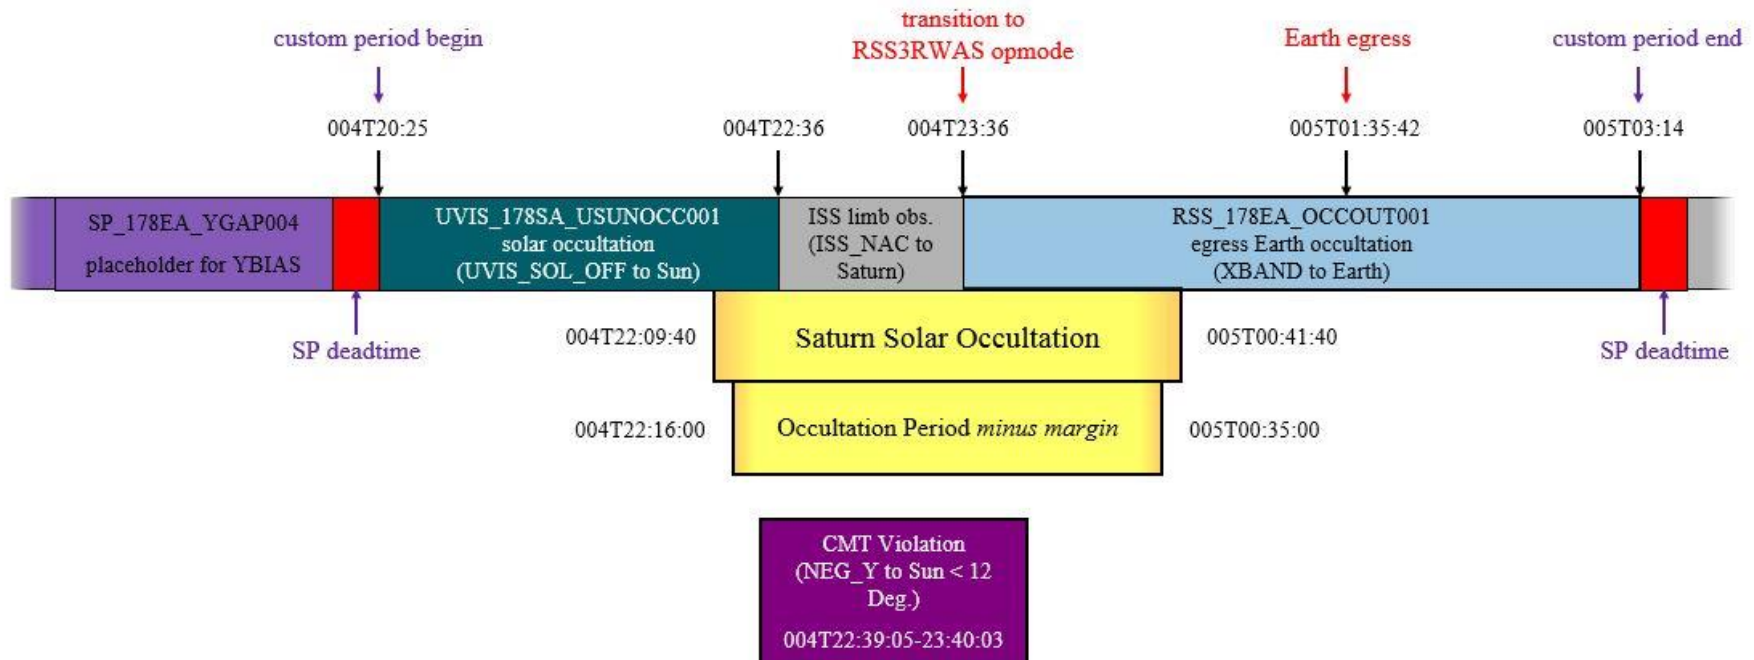 custom period begin
transition to
RSS3RWAS opmode
Earth egress
custom period end
004T20:25
004T22:36
004T23:36
005T01:35:42
005T03:14
SP_178EA_YGAP004
placeholder for YBIAS
UVIS_178SA_USUNOCC001
solar occultation
(UVIS_SOL_OFF to Sun)
ISS limb obs.
(ISS_NAC to
Saturn)
RSS_178EA_OCCOUT001
egress Earth occultation
(XBAND to Earth)
SP deadtime
004T22:09:40
Saturn Solar Occultation
005T00:41:40
SP deadtime
004T22:16:00
Occultation Period minus margin
005T00:35:00
CMT Violation
(NEG_Y to Sun < 12
Deg.)
004T22:39:05-23:40:03